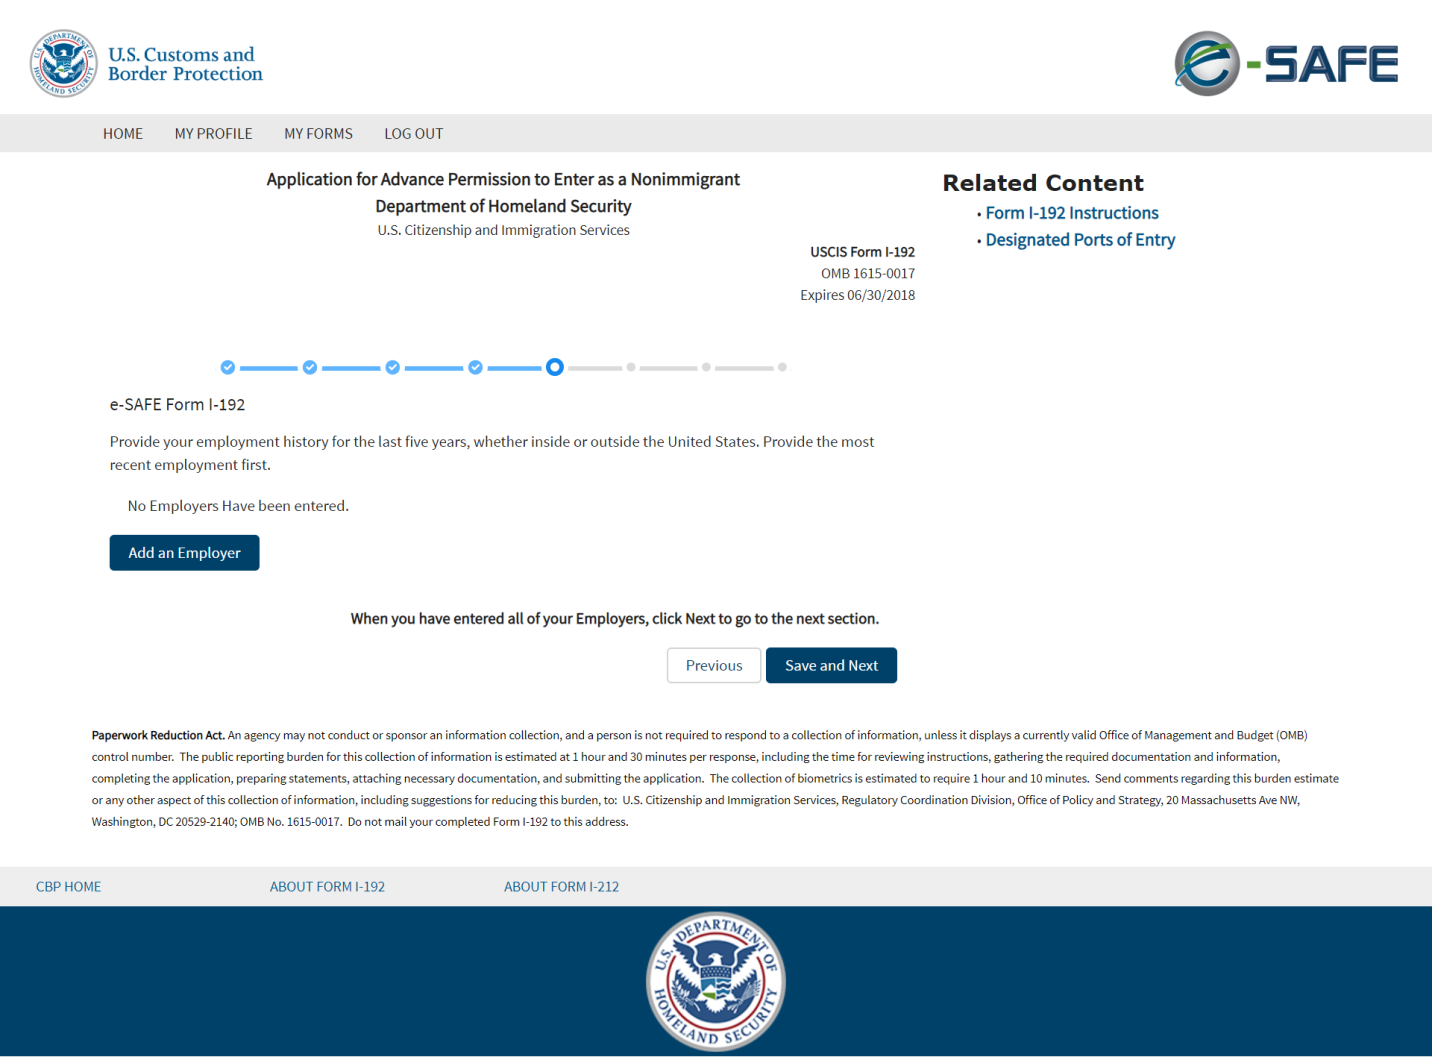 U.S. Customs and
Border Protection
e-SAFE
HOME MY PROFILE MY FORMS LOG OUT
Application for Advance Permission to Enter as a Nonimmigrant
Department of Homeland Security
U.S. Citizenship and Immigration Services
USCIS Form I-192
OMB 1615-0017
Expires 06/30/2018
Related Content
• Form I-192 Instructions
• Designated Ports of Entry
e-SAFE Form I-192
Provide your employment history for the last five years, whether inside or outside the United States. Provide the most
recent employment first.
No Employers Have been entered.
Add an Employer
When you have entered all of your Employers, click Next to go to the next section.
Previous Save and Next
Paperwork Reduction Act. An agency may not conduct or sponsor an information collection, and a person is not required to respond to a collection of information, unless it displays a currently valid Office of Management and Budget (OMB)
control number. The public reporting burden for this collection of information is estimated at 1 hour and 30 minutes per response, including the time for reviewing instructions, gathering the required documentation and information,
completing the application, preparing statements, attaching necessary documentation, and submitting the application. The collection of biometrics is estimated to require 1 hour and 10 minutes. Send comments regarding this burden estimate
or any other aspect of this collection of information, including suggestions for reducing this burden, to: U.S. Citizenship and Immigration Services, Regulatory Coordination Division, Office of Policy and Strategy, 20 Massachusetts Ave NW,
Washington, DC 20529-2140; OMB No. 1615-0017. Do not mail your completed Form I-192 to this address.
CBP HOME ABOUT FORM I-192 ABOUT FORM I-212
U.S. DEPARTMENT OF
HOMELAND SECURITY